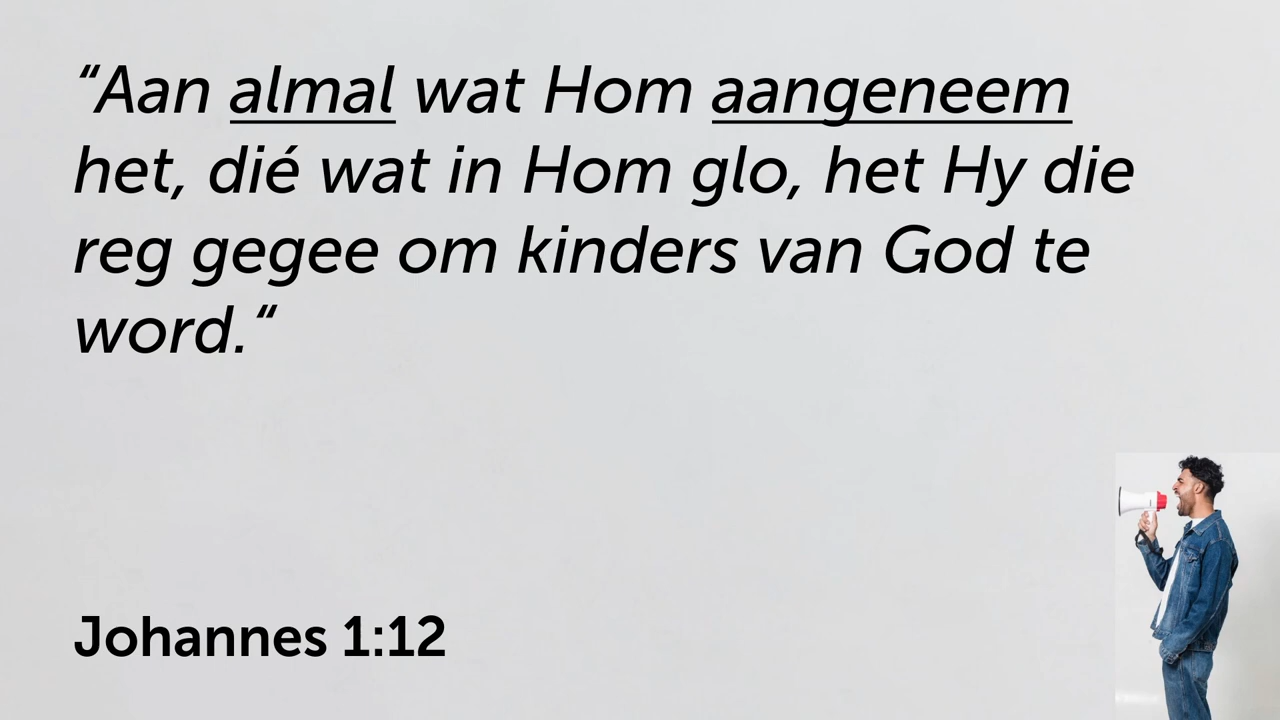 “Aan almal wat Hom aangeneem
het, dié wat in Hom glo, het Hy die
reg gegee om kinders van God te
word.“
Johannes 1:12